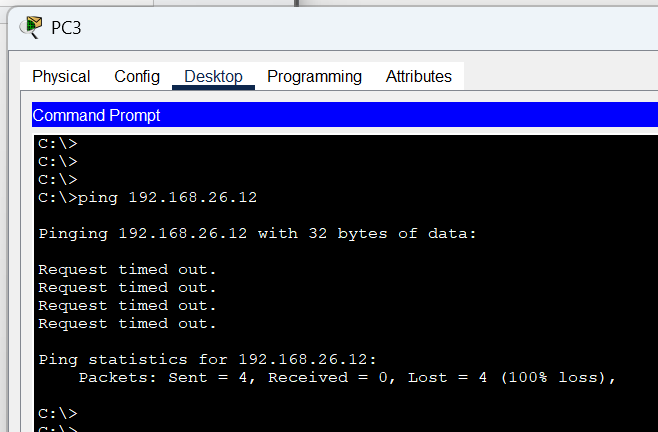 PC3
Physical Config Desktop Programming Attributes
Command Prompt
C:\>
C:\>
C:\>
C:\>ping 192.168.26.12
Pinging 192.168.26.12 with 32 bytes of data:
Request timed out.
Request timed out.
Request timed out.
Request timed out.
Ping statistics for 192.168.26.12:
Packets: Sent = 4, Received = 0, Lost = 4 (100% loss),
C:\>
C:\>